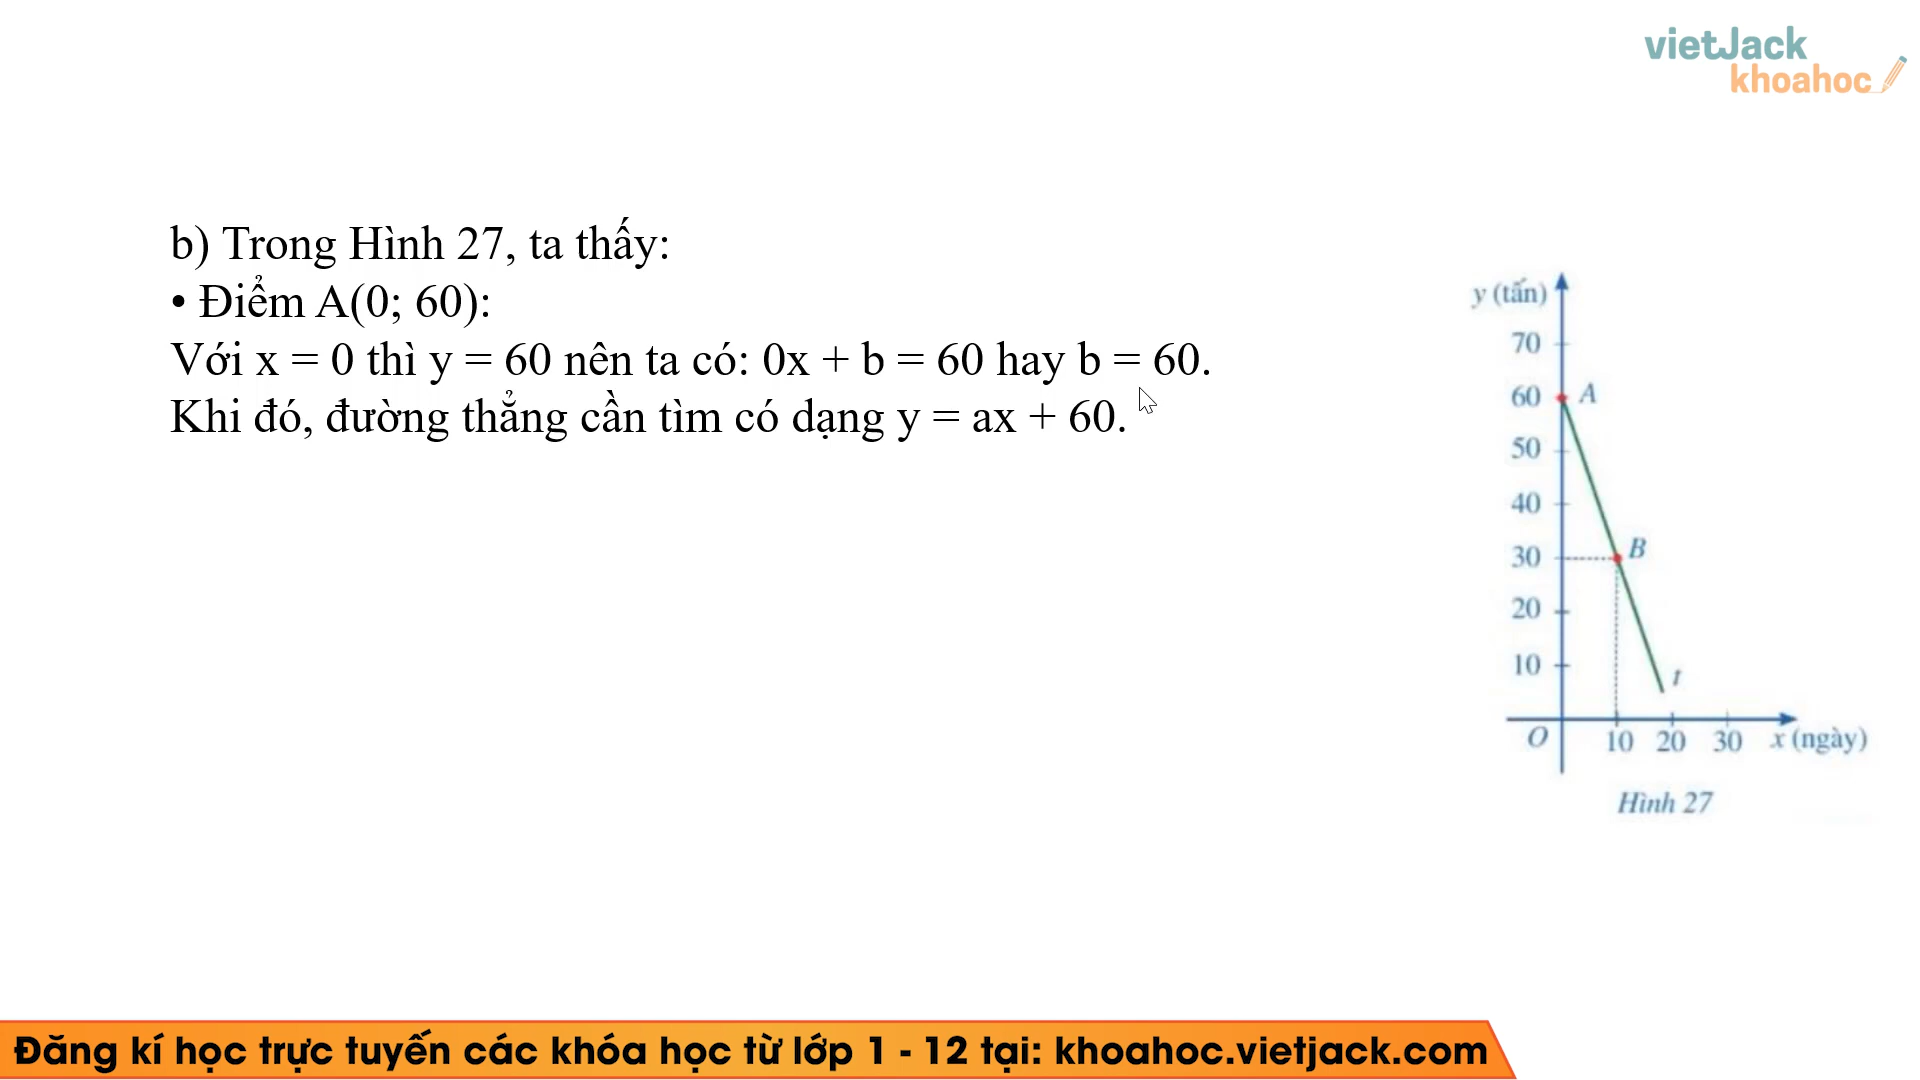 vietJack
khoahoc
b) Trong Hình 27, ta thấy:
• Điểm A(0; 60):
Với x = 0 thì y = 60 nên ta có: 0x + b = 60 hay b = 60.
Khi đó, đường thẳng cần tìm có dạng y = ax + 60.
y (tấn)
70
60 A
50
40
30 B
20
10 t
O 10 20 30 x (ngày)
Hình 27
Đăng kí học trực tuyến các khóa học từ lớp 1 - 12 tại: khoahoc.vietjack.com